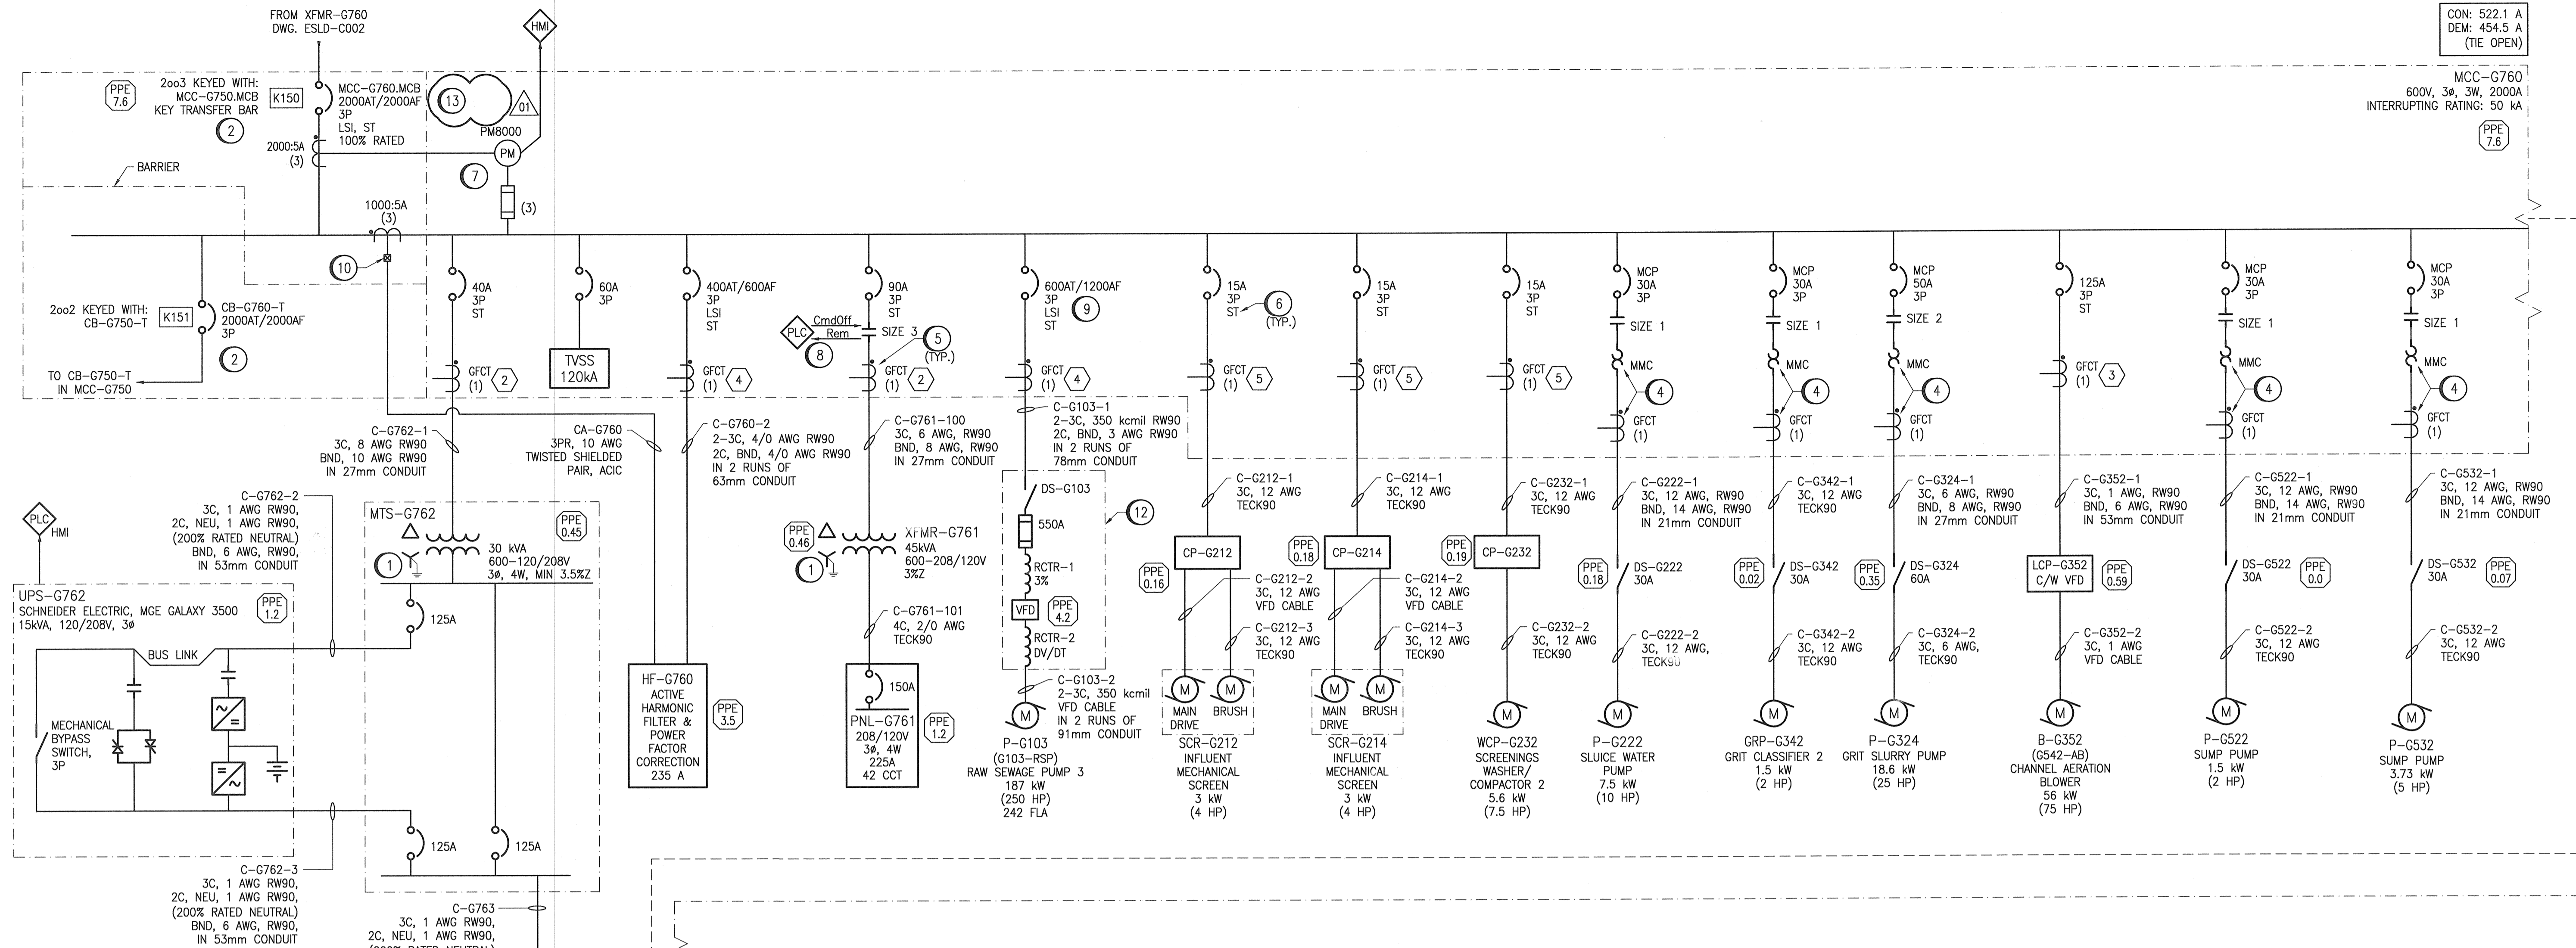 FROM XFMR-G760
DWG. ESLD-C002
HMI
CON: 522.1 A
DEM: 454.5 A
(TIE OPEN)
MCC-G760
600V, 3ø, 3W, 2000A
INTERRUPTING RATING: 50 kA
PPE
7.6
PPE
7.6
2oo3 KEYED WITH:
MCC-G750.MCB
KEY TRANSFER BAR
2
K150
MCC-G760.MCB
2000AT/2000AF
3P
LSI, ST
100% RATED
13
01
PM8000
PM
7
(3)
2000:5A
(3)
BARRIER
1000:5A
(3)
10
2oo2 KEYED WITH:
CB-G750-T
K151
CB-G760-T
2000AT/2000AF
3P
2
TO CB-G750-T
IN MCC-G750
40A
3P
ST
GFCT
(1)
2
60A
3P
TVSS
120kA
400AT/600AF
3P
LSI
ST
GFCT
(1)
4
90A
3P
ST
PLC
CmdOff
Rem
8
SIZE 3
5
(TYP.)
GFCT
(1)
2
600AT/1200AF
3P
LSI
ST
9
GFCT
(1)
4
15A
3P
ST
6
(TYP.)
GFCT
(1)
5
15A
3P
ST
GFCT
(1)
5
15A
3P
ST
GFCT
(1)
5
MCP
30A
3P
SIZE 1
MMC
4
GFCT
(1)
MCP
30A
3P
SIZE 1
MMC
4
GFCT
(1)
MCP
50A
3P
SIZE 2
MMC
4
GFCT
(1)
125A
3P
ST
GFCT
(1)
3
MCP
30A
3P
SIZE 1
MMC
4
GFCT
(1)
MCP
30A
3P
SIZE 1
MMC
4
GFCT
(1)
C-G762-1
3C, 8 AWG RW90
BND, 10 AWG RW90
IN 27mm CONDUIT
CA-G760
3PR, 10 AWG
TWISTED SHIELDED
PAIR, ACIC
C-G760-2
2-3C, 4/0 AWG RW90
2C, BND, 4/0 AWG RW90
IN 2 RUNS OF
63mm CONDUIT
C-G761-100
3C, 6 AWG, RW90
BND, 8 AWG, RW90
IN 27mm CONDUIT
C-G103-1
2-3C, 350 kcmil RW90
2C, BND, 3 AWG RW90
IN 2 RUNS OF
78mm CONDUIT
C-G212-1
3C, 12 AWG
TECK90
C-G214-1
3C, 12 AWG
TECK90
C-G232-1
3C, 12 AWG
TECK90
C-G222-1
3C, 12 AWG, RW90
BND, 14 AWG, RW90
IN 21mm CONDUIT
C-G342-1
3C, 12 AWG
TECK90
C-G324-1
3C, 6 AWG, RW90
BND, 8 AWG, RW90
IN 27mm CONDUIT
C-G352-1
3C, 1 AWG, RW90
BND, 6 AWG, RW90
IN 53mm CONDUIT
C-G522-1
3C, 12 AWG, RW90
BND, 14 AWG, RW90
IN 21mm CONDUIT
C-G532-1
3C, 12 AWG, RW90
BND, 14 AWG, RW90
IN 21mm CONDUIT
C-G762-2
3C, 1 AWG RW90,
2C, NEU, 1 AWG RW90,
(200% RATED NEUTRAL)
BND, 6 AWG, RW90,
IN 53mm CONDUIT
PLC
HMI
MTS-G762
PPE
0.45
1
30 kVA
600-120/208V
3ø, 4W, MIN 3.5%Z
125A
125A
125A
UPS-G762
SCHNEIDER ELECTRIC, MGE GALAXY 3500
15kVA, 120/208V, 3ø
PPE
1.2
BUS LINK
MECHANICAL
BYPASS
SWITCH,
3P
C-G762-3
3C, 1 AWG RW90,
2C, NEU, 1 AWG RW90,
(200% RATED NEUTRAL)
BND, 6 AWG, RW90,
IN 53mm CONDUIT
C-G763
3C, 1 AWG RW90,
2C, NEU, 1 AWG RW90,
(200% RATED NEUTRAL)
HF-G760
ACTIVE
HARMONIC
FILTER &
POWER
FACTOR
CORRECTION
235 A
PPE
3.5
PPE
0.46
1
XFMR-G761
45kVA
600-208/120V
3%Z
C-G761-101
4C, 2/0 AWG
TECK90
150A
PNL-G761
208/120V
3ø, 4W
225A
42 CCT
PPE
1.2
DS-G103
12
550A
RCTR-1
3%
VFD
PPE
4.2
RCTR-2
DV/DT
C-G103-2
2-3C, 350 kcmil
VFD CABLE
IN 2 RUNS OF
91mm CONDUIT
M
P-G103
(G103-RSP)
RAW SEWAGE PUMP 3
187 kW
(250 HP)
242 FLA
CP-G212
PPE
0.16
C-G212-2
3C, 12 AWG
VFD CABLE
C-G212-3
3C, 12 AWG
TECK90
M
M
MAIN
DRIVE
BRUSH
SCR-G212
INFLUENT
MECHANICAL
SCREEN
3 kW
(4 HP)
PPE
0.18
CP-G214
C-G214-2
3C, 12 AWG
VFD CABLE
C-G214-3
3C, 12 AWG
TECK90
M
M
MAIN
DRIVE
BRUSH
SCR-G214
INFLUENT
MECHANICAL
SCREEN
3 kW
(4 HP)
PPE
0.19
CP-G232
C-G232-2
3C, 12 AWG
TECK90
M
WCP-G232
SCREENINGS
WASHER/
COMPACTOR 2
5.6 kW
(7.5 HP)
PPE
0.18
DS-G222
30A
C-G222-2
3C, 12 AWG,
TECK90
M
P-G222
SLUICE WATER
PUMP
7.5 kW
(10 HP)
PPE
0.02
DS-G342
30A
C-G342-2
3C, 12 AWG
TECK90
M
GRP-G342
GRIT CLASSIFIER 2
1.5 kW
(2 HP)
PPE
0.35
DS-G324
60A
C-G324-2
3C, 6 AWG,
TECK90
M
P-G324
GRIT SLURRY PUMP
18.6 kW
(25 HP)
LCP-G352
C/W VFD
PPE
0.59
C-G352-2
3C, 1 AWG
VFD CABLE
M
B-G352
(G542-AB)
CHANNEL AERATION
BLOWER
56 kW
(75 HP)
DS-G522
30A
PPE
0.0
C-G522-2
3C, 12 AWG
TECK90
M
P-G522
SUMP PUMP
1.5 kW
(2 HP)
DS-G532
30A
PPE
0.07
C-G532-2
3C, 12 AWG
TECK90
M
P-G532
SUMP PUMP
3.73 kW
(5 HP)